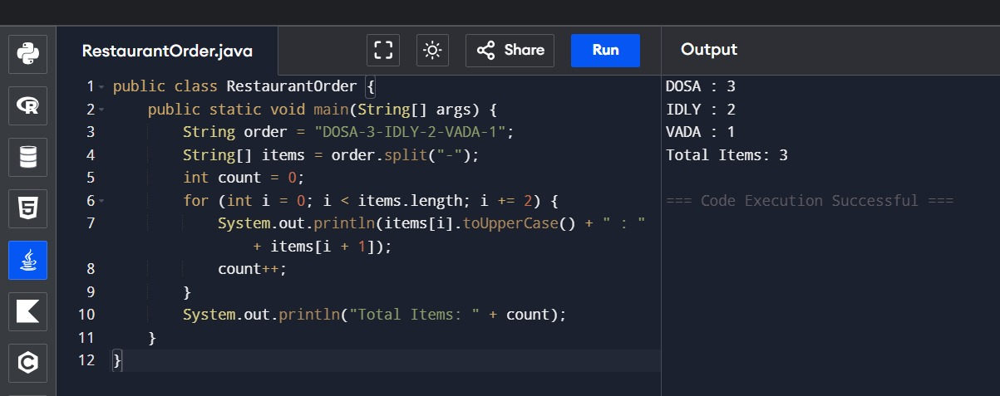 RestaurantOrder.java
Share
Run
Output
1 public class RestaurantOrder {
2 public static void main(String[] args) {
3 String order = "DOSA-3-IDLY-2-VADA-1";
4 String[] items = order.split("-");
5 int count = 0;
6 for (int i = 0; i < items.length; i += 2) {
7 System.out.println(items[i].toUpperCase() + " : "
+ items[i + 1]);
8 count++;
9 }
10 System.out.println("Total Items: " + count);
11 }
12 }
DOSA : 3
IDLY : 2
VADA : 1
Total Items: 3
=== Code Execution Successful ===